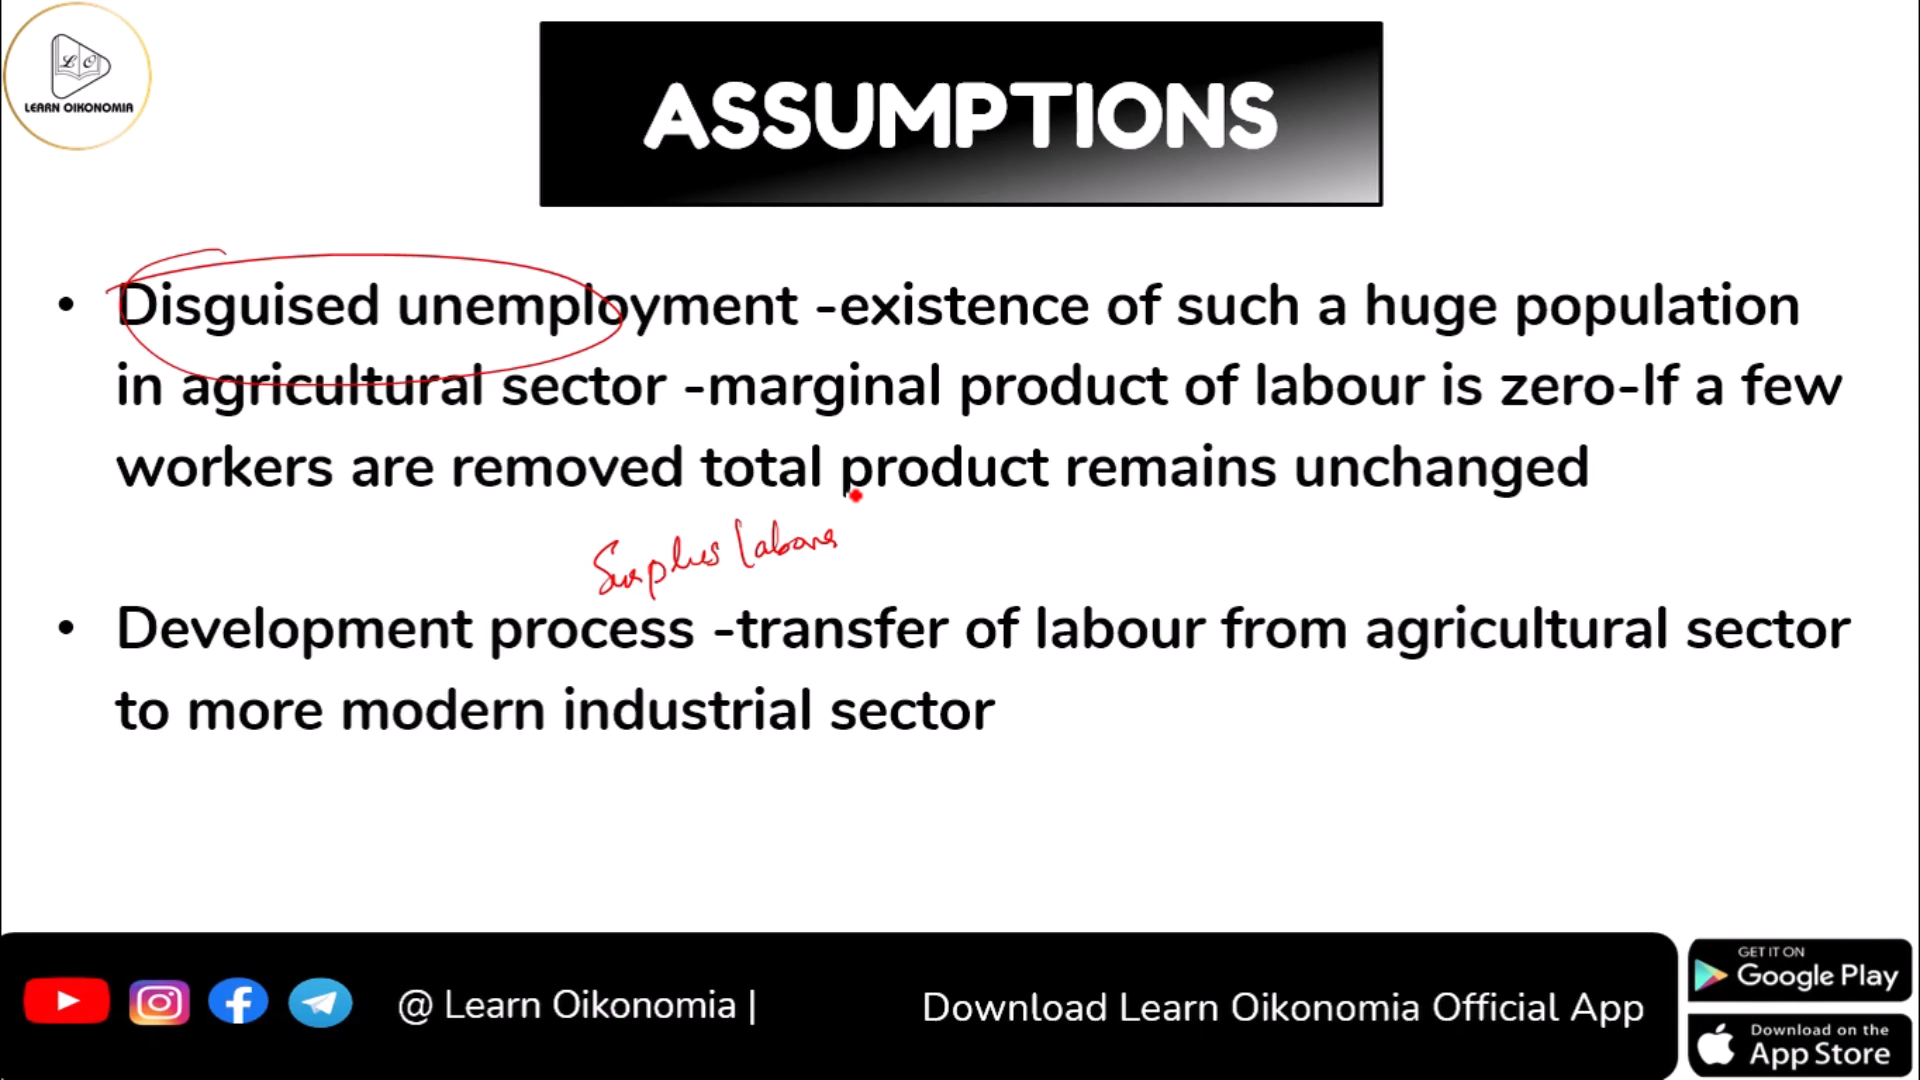 LO
LEARN OIKONOMIA
ASSUMPTIONS
• Disguised unemployment -existence of such a huge population
in agricultural sector -marginal product of labour is zero-If a few
workers are removed total product remains unchanged
Surplus labour
• Development process -transfer of labour from agricultural sector
to more modern industrial sector
@ Learn Oikonomia |
Download Learn Oikonomia Official App
GET IT ON
Google Play
Download on the
App Store